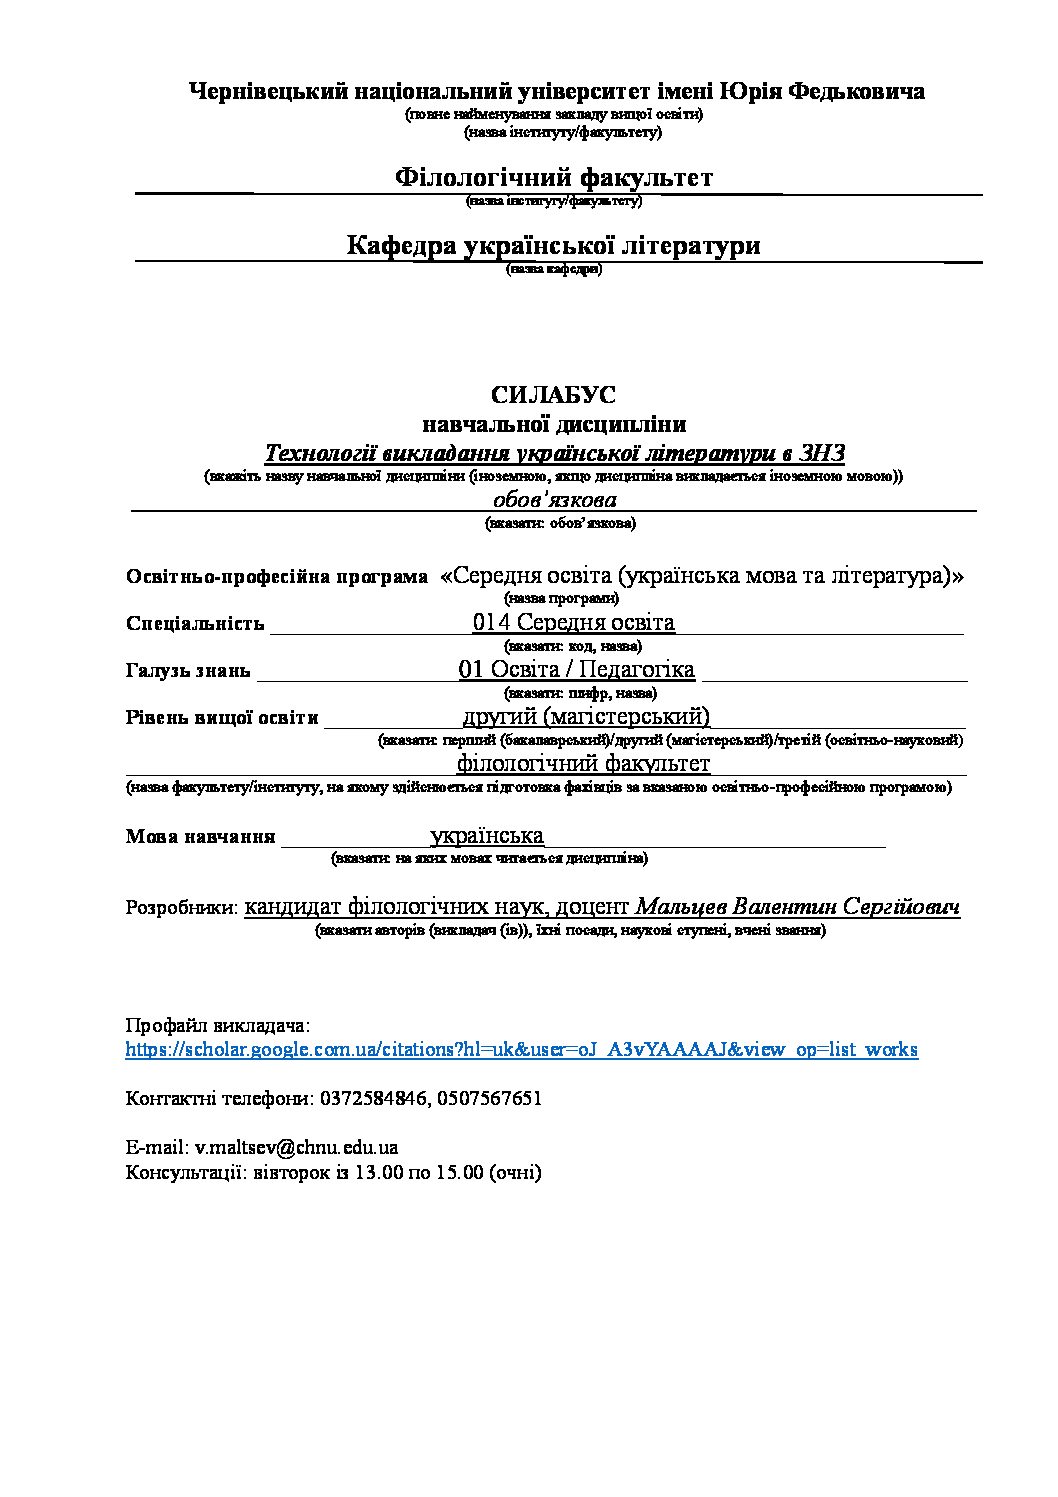 Чернівецький національний університет імені Юрія Федьковича
(повне найменування закладу вищої освіти)
(назва інституту/факультету)
Філологічний факультет
(назва інституту/факультету)
Кафедра української літератури
(назва кафедри)
СИЛАБУС
навчальної дисципліни
Технології викладання української літератури в ЗНЗ
(вкажіть назву навчальної дисципліни (іноземною, якщо дисципліна викладається іноземною мовою))
обов’язкова
(вказати: обов’язкова)
Освітньо-професійна програма «Середня освіта (українська мова та література)»
(назва програми)
Спеціальність 014 Середня освіта
(вказати: код, назва)
Галузь знань 01 Освіта / Педагогіка
(вказати: шифр, назва)
Рівень вищої освіти другий (магістерський)
(вказати: перший (бакалаврський)/другий (магістерський)/третій (освітньо-науковий)
філологічний факультет
(назва факультету/інституту, на якому здійснюється підготовка фахівців за вказаною освітньо-професійною програмою)
Мова навчання українська
(вказати: на яких мовах читається дисципліна)
Розробники: кандидат філологічних наук, доцент Мальцев Валентин Сергійович
(вказати авторів (викладач (ів)), їхні посади, наукові ступені, вчені звання)
Профайл викладача:
https://scholar.google.com.ua/citations?hl=uk&user=oJ_A3vYAAAAJ&view_op=list_works
Контактні телефони: 0372584846, 0507567651
E-mail: v.maltsev@chnu.edu.ua
Консультації: вівторок із 13.00 по 15.00 (очні)